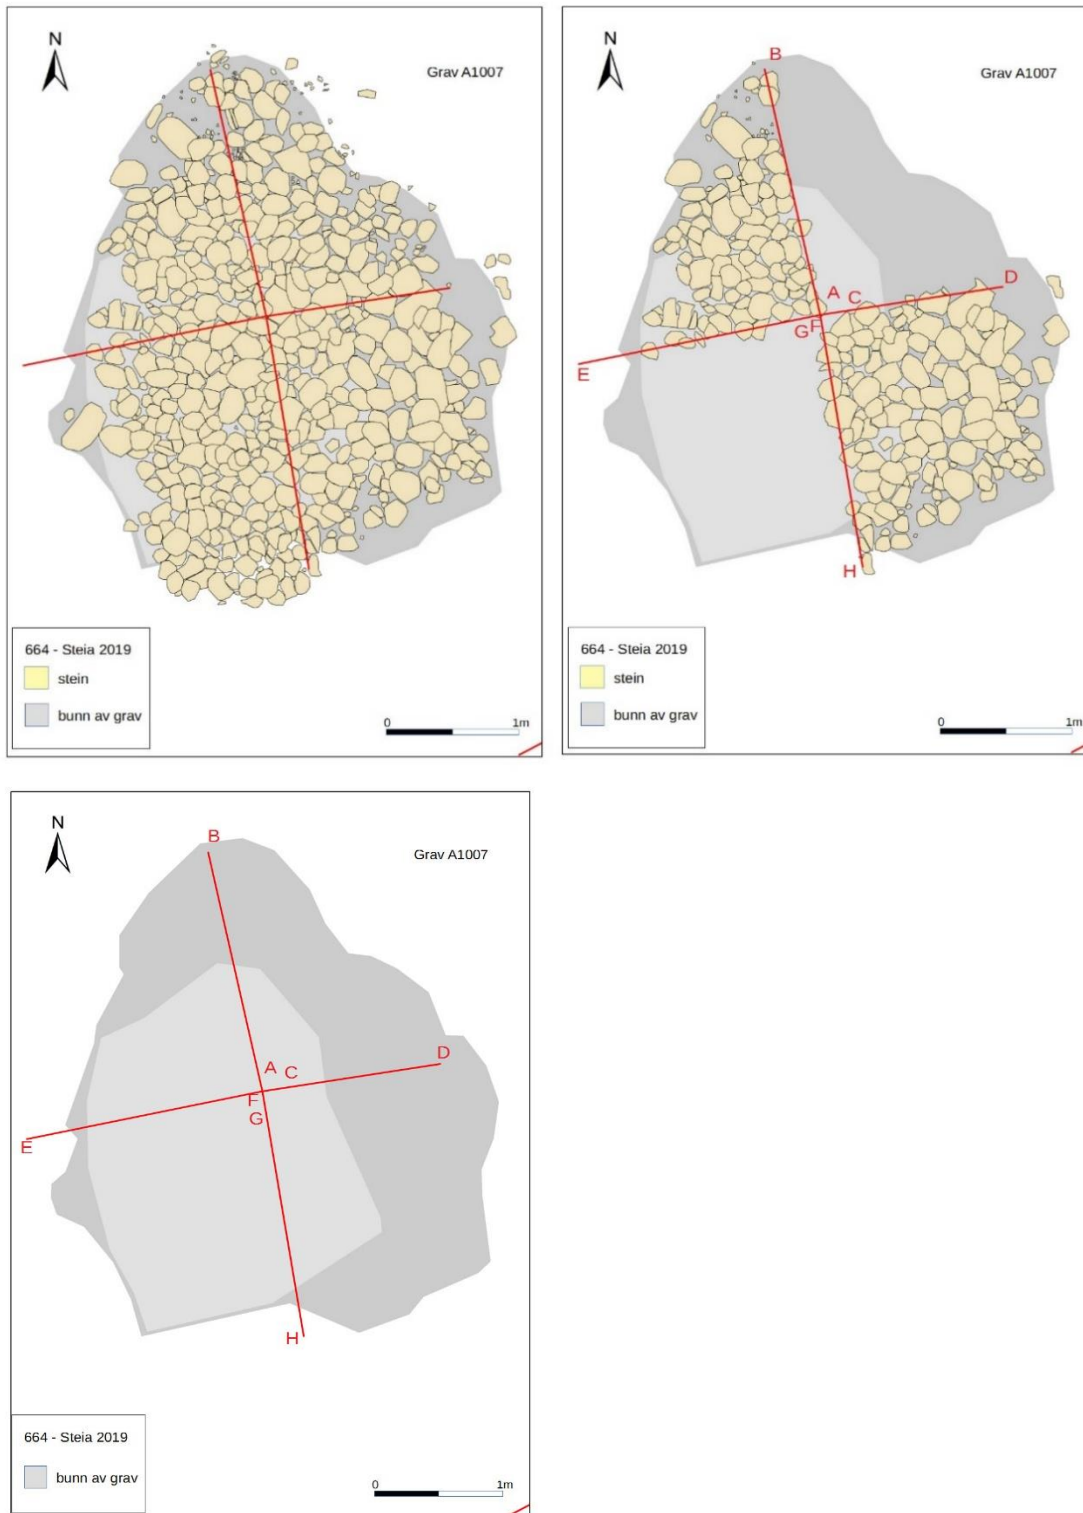 N
Grav A1007
664 - Steia 2019
stein
bunn av grav
0 1m
N
B
Grav A1007
A C D
G F
E
H
664 - Steia 2019
stein
bunn av grav
0 1m
N
B
Grav A1007
D
A C
F
G
E
H
664 - Steia 2019
bunn av grav
0 1m